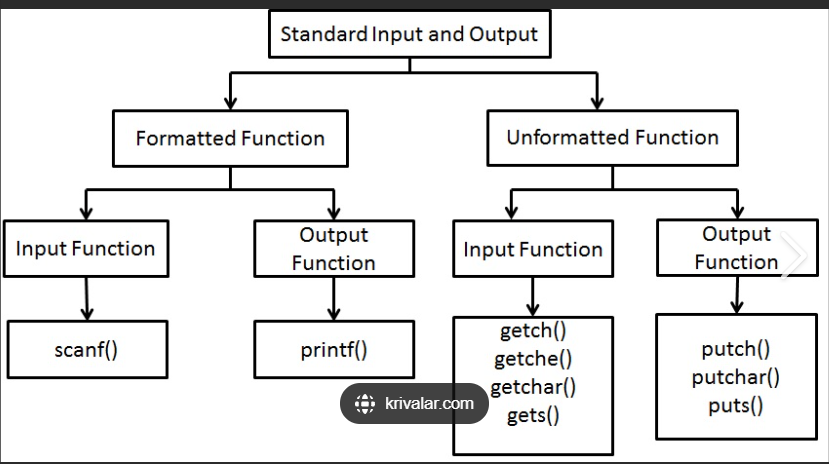 Standard Input and Output
Formatted Function
Unformatted Function
Input Function
Output
Function
Input Function
Output
Function
scanf()
printf()
getch()
getche()
getchar()
gets()
putch()
putchar()
puts()
krivalar.com